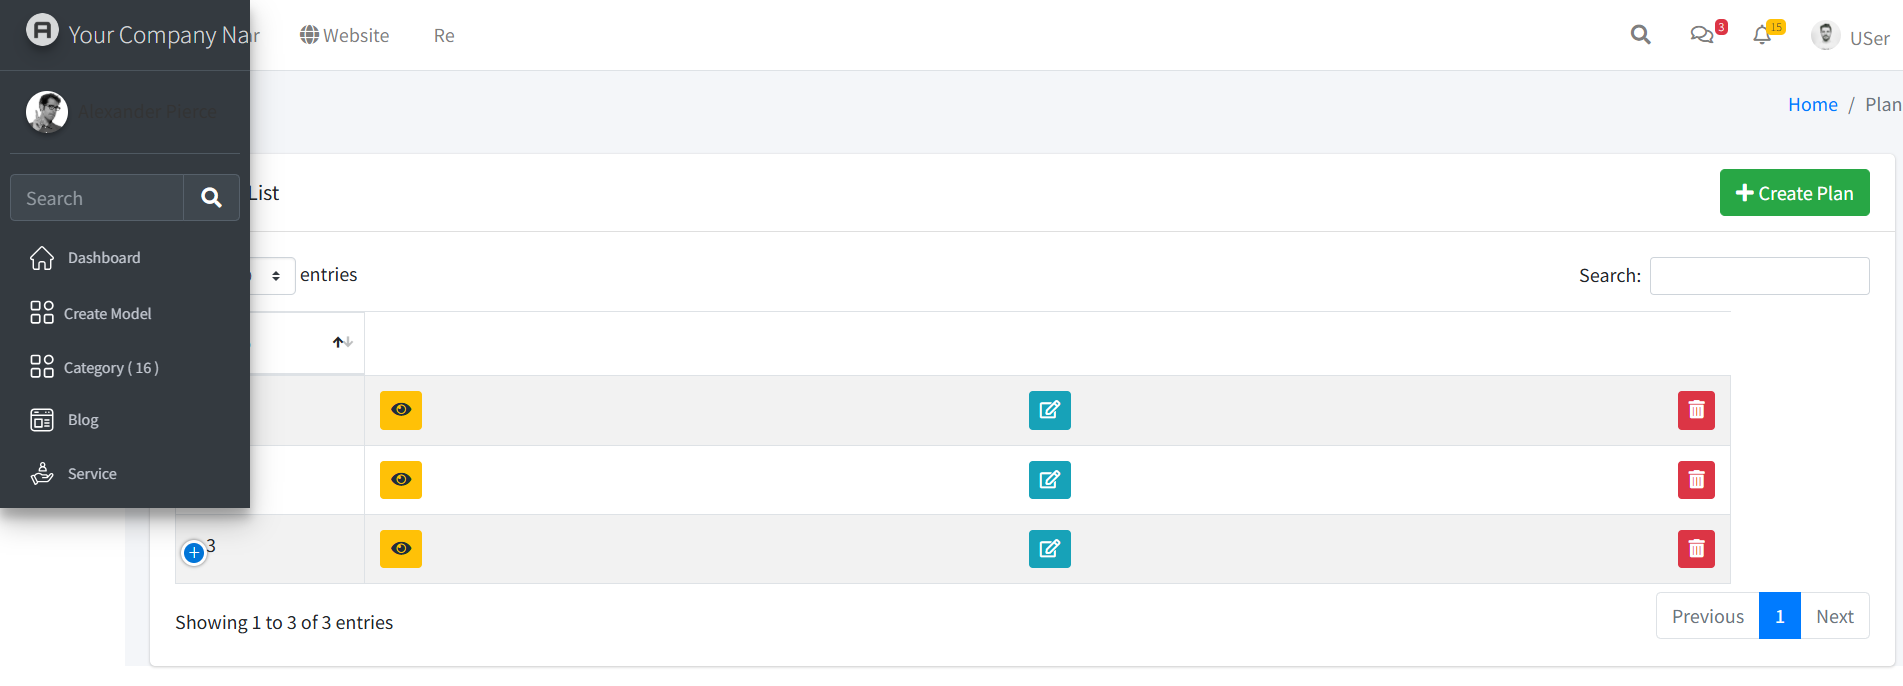 Your Company Nar
Website
Re
3
15
USer
Alexander Pierce
Home / Plan
Search
List
Create Plan
Dashboard
entries
Search:
Create Model
Category ( 16 )
Blog
Service
3
Showing 1 to 3 of 3 entries
Previous 1 Next